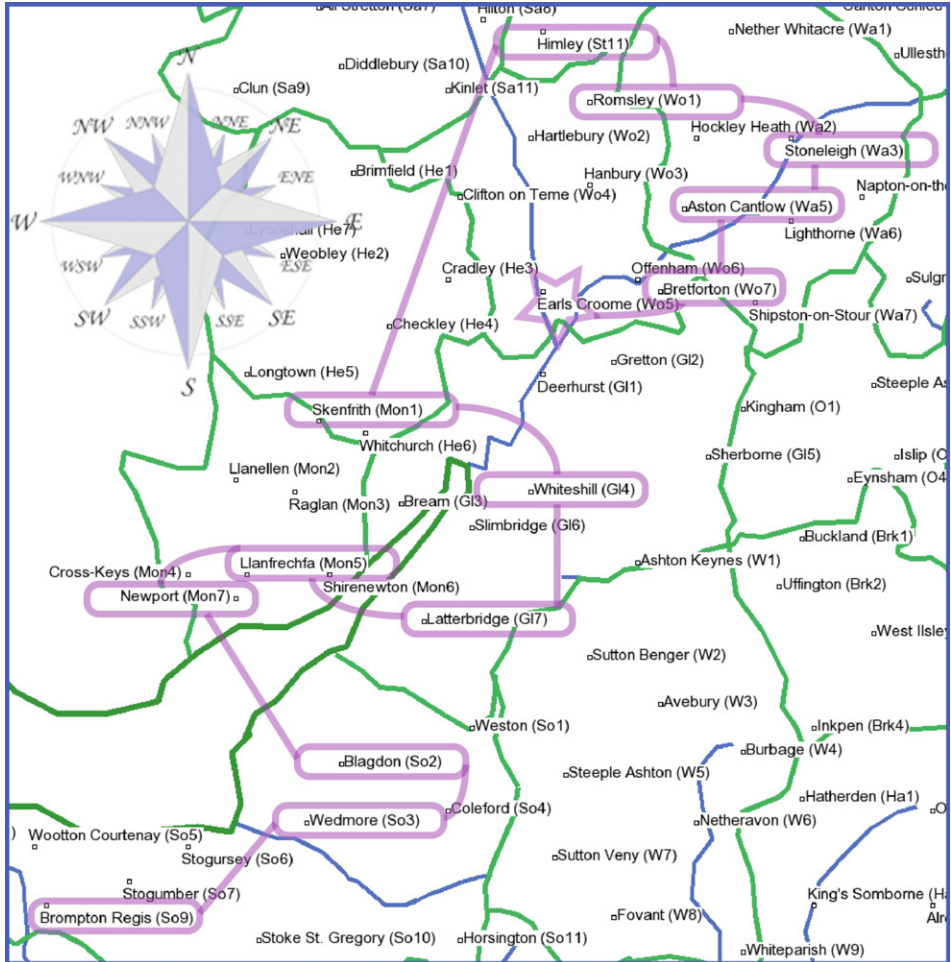 Hilton (Sa8)
Nether Whitacre (Wa1)
Himley (St11)
Diddlebury (Sa10)
N
Clun (Sa9)
Kinlet (Sa11)
Romsley (Wo1)
NW
NNW
NNE
NE
Hartlebury (Wo2)
Hockley Heath (Wa2)
Stoneleigh (Wa3)
Brimfield (He1)
Hanbury (Wo3)
WNW
ENE
Clifton on Teme (Wo4)
Napton-on-the
Aston Cantlow (Wa5)
W
E
Lyonshall (He7)
Lighthorne (Wa6)
Weobley (He2)
WSW
ESE
Cradley (He3)
Offenham (Wo6)
Sulgr
Bretforton (Wo7)
Earls Croome (Wo5)
SW
SSW
SSE
SE
Checkley (He4)
Shipston-on-Stour (Wa7)
Gretton (Gl2)
Longtown (He5)
S
Deerhurst (Gl1)
Steeple As
Skenfrith (Mon1)
Kingham (O1)
Whitchurch (He6)
Sherborne (Gl5)
Islip (O
Llanellen (Mon2)
Eynsham (O4
Whiteshill (Gl4)
Raglan (Mon3)
Bream (Gl3)
Slimbridge (Gl6)
Buckland (Brk1)
Llanfrechfa (Mon5)
Ashton Keynes (W1)
Cross-Keys (Mon4)
Shirenewton (Mon6)
Uffington (Brk2)
Newport (Mon7)
Latterbridge (Gl7)
West Ilsley
Sutton Benger (W2)
Avebury (W3)
Weston (So1)
Inkpen (Brk4)
Burbage (W4)
Blagdon (So2)
Steeple Ashton (W5)
Hatherden (Ha1)
Coleford (So4)
Wedmore (So3)
Netheravon (W6)
Wootton Courtenay (So5)
Stogursey (So6)
Sutton Veny (W7)
Stogumber (So7)
King's Somborne (Ha
Brompton Regis (So9)
Fovant (W8)
Alre
Stoke St. Gregory (So10)
Horsington (So11)
Whiteparish (W9)